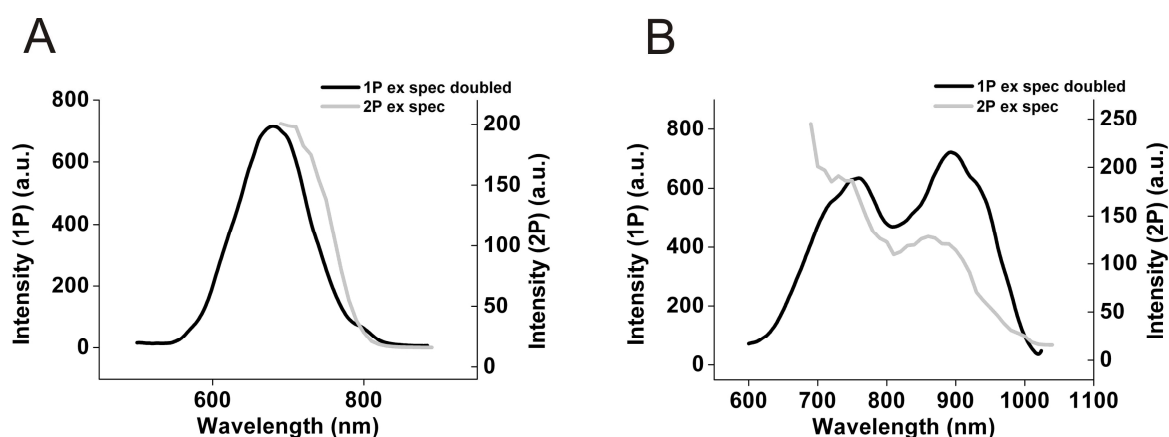 A
1P ex spec doubled
2P ex spec
800
600
400
200
0
Intensity (1P) (a.u.)
200
150
100
50
0
Intensity (2P) (a.u.)
600 800
Wavelength (nm)
B
1P ex spec doubled
2P ex spec
800
600
400
200
0
Intensity (1P) (a.u.)
250
200
150
100
50
0
Intensity (2P) (a.u.)
600 700 800 900 1000 1100
Wavelength (nm)